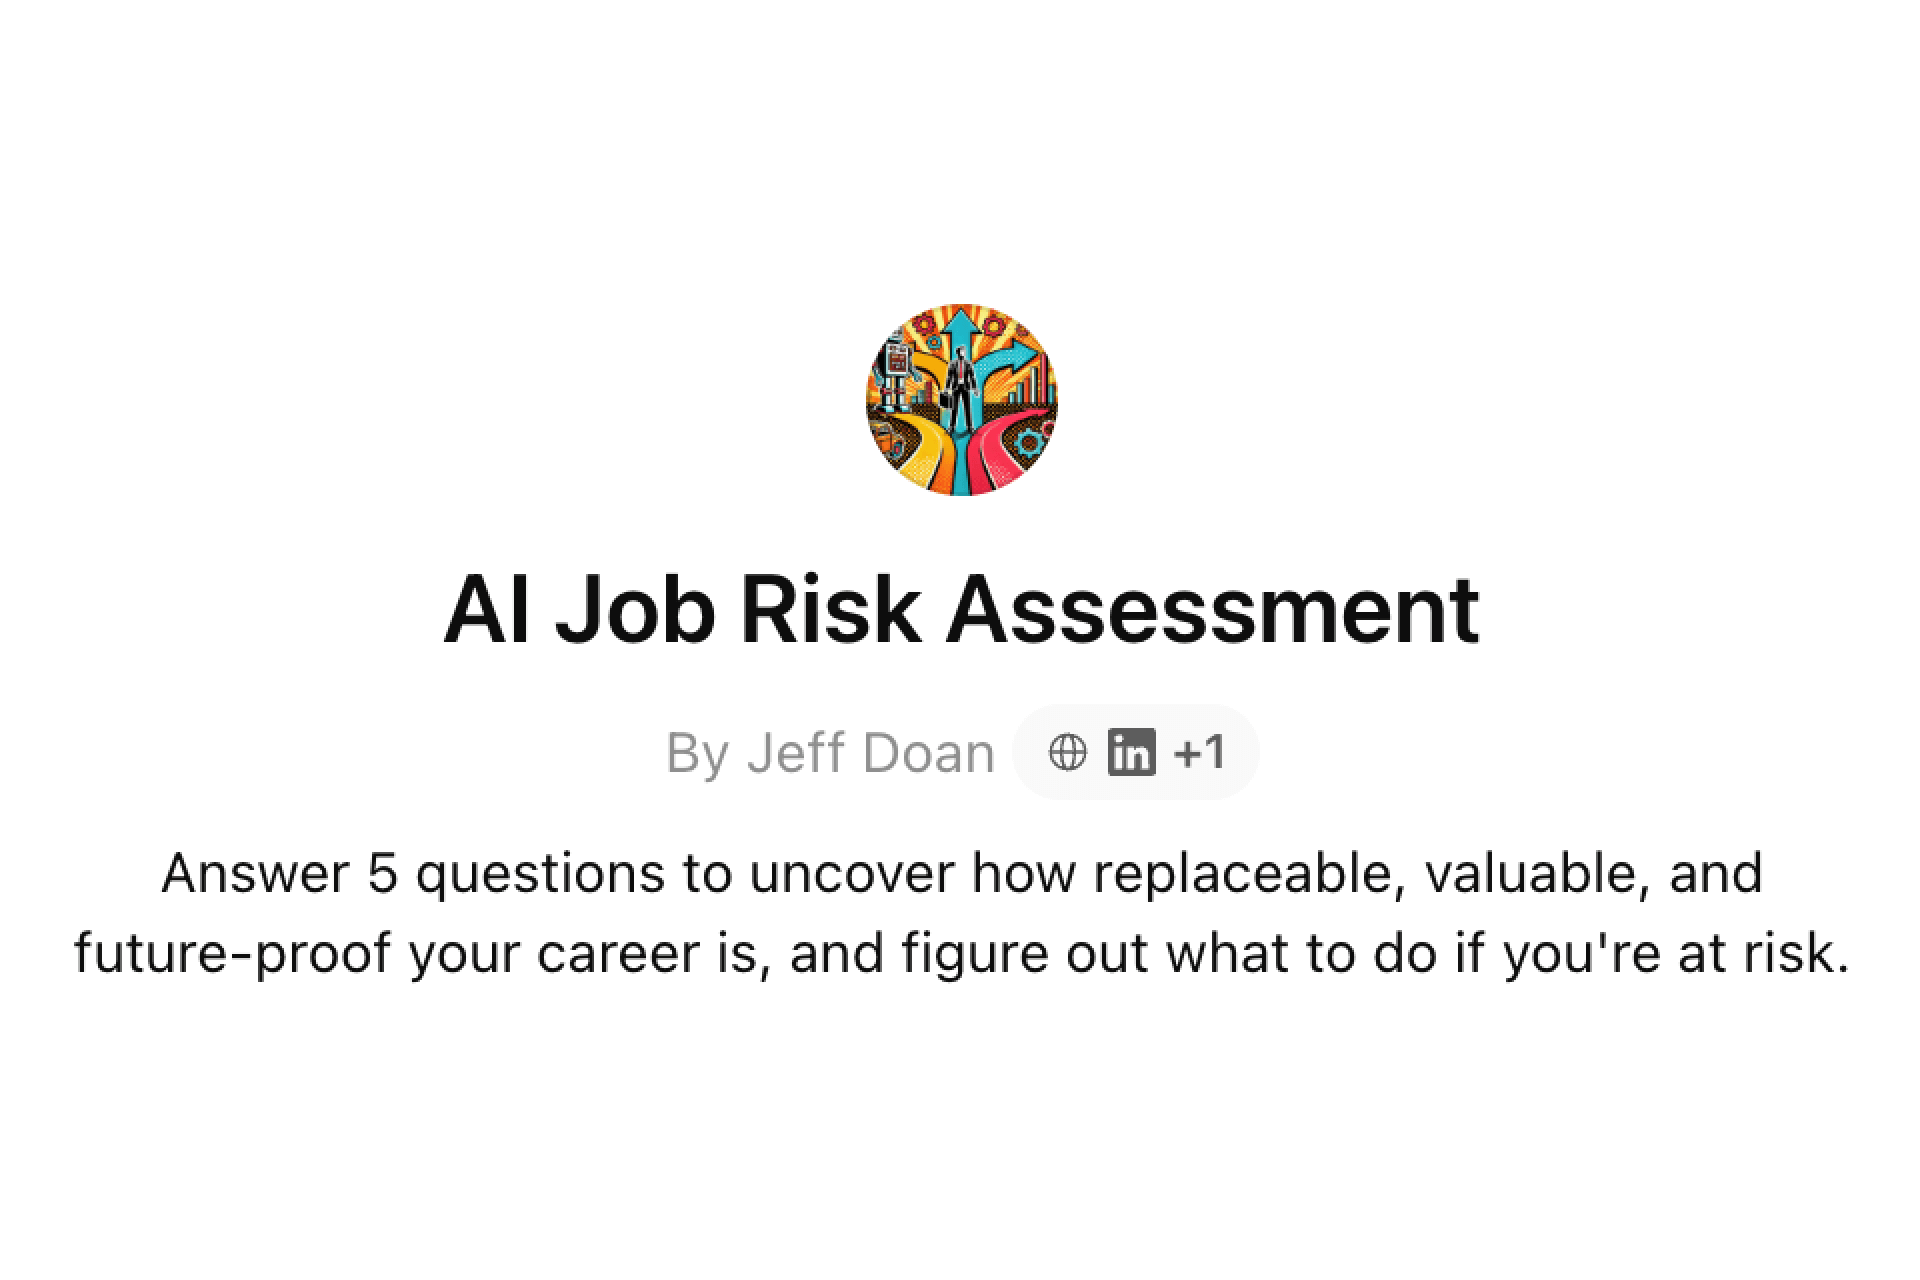 AI Job Risk Assessment
By Jeff Doan in +1
Answer 5 questions to uncover how replaceable, valuable, and
future-proof your career is, and figure out what to do if you're at risk.